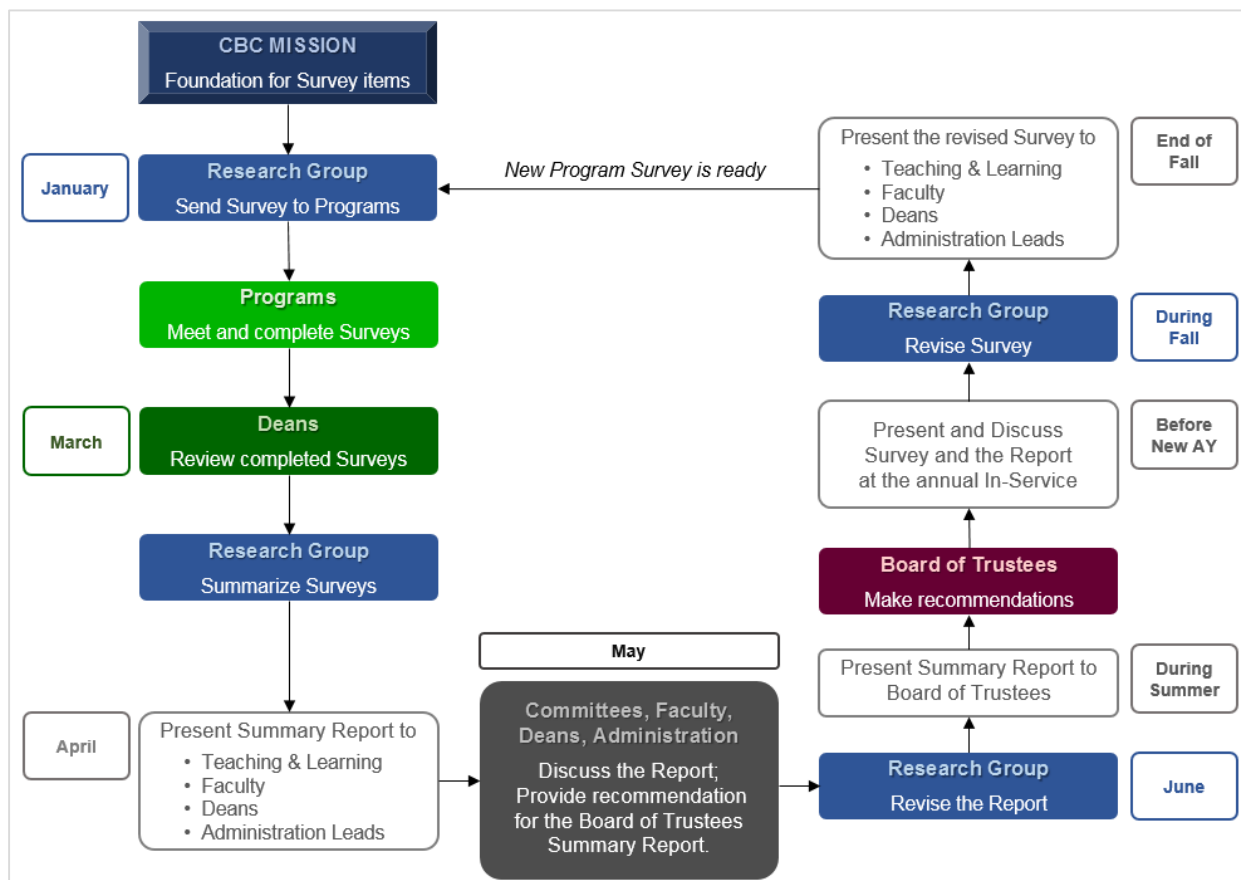 CBC MISSION
Foundation for Survey items
January
Research Group
Send Survey to Programs
Programs
Meet and complete Surveys
March
Deans
Review completed Surveys
Research Group
Summarize Surveys
April
Present Summary Report to
• Teaching & Learning
• Faculty
• Deans
• Administration Leads
May
Committees, Faculty,
Deans, Administration
Discuss the Report;
Provide recommendation
for the Board of Trustees
Summary Report.
Research Group
Revise the Report
June
Present Summary Report to
Board of Trustees
During
Summer
Board of Trustees
Make recommendations
Present and Discuss
Survey and the Report
at the annual In-Service
Before
New AY
Research Group
Revise Survey
During
Fall
Present the revised Survey to
• Teaching & Learning
• Faculty
• Deans
• Administration Leads
End of
Fall
New Program Survey is ready